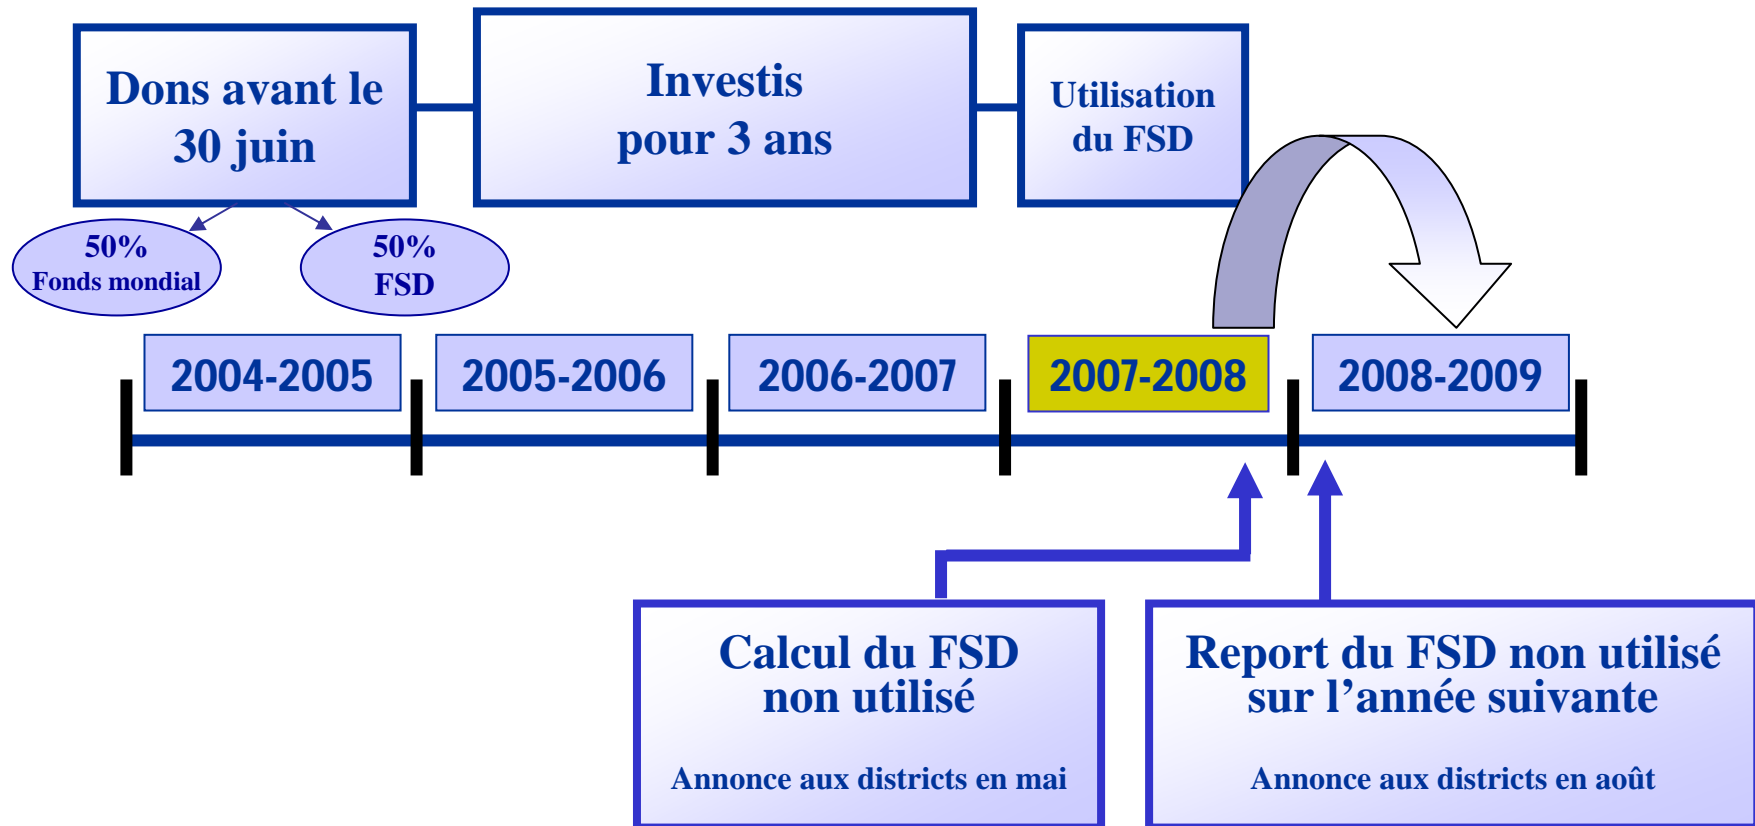 Dons avant le
30 juin
Investis
pour 3 ans
Utilisation
du FSD
50%
Fonds mondial
50%
FSD
2004-2005
2005-2006
2006-2007
2007-2008
2008-2009
Calcul du FSD
non utilisé
Annonce aux districts en mai
Report du FSD non utilisé
sur l’année suivante
Annonce aux districts en août